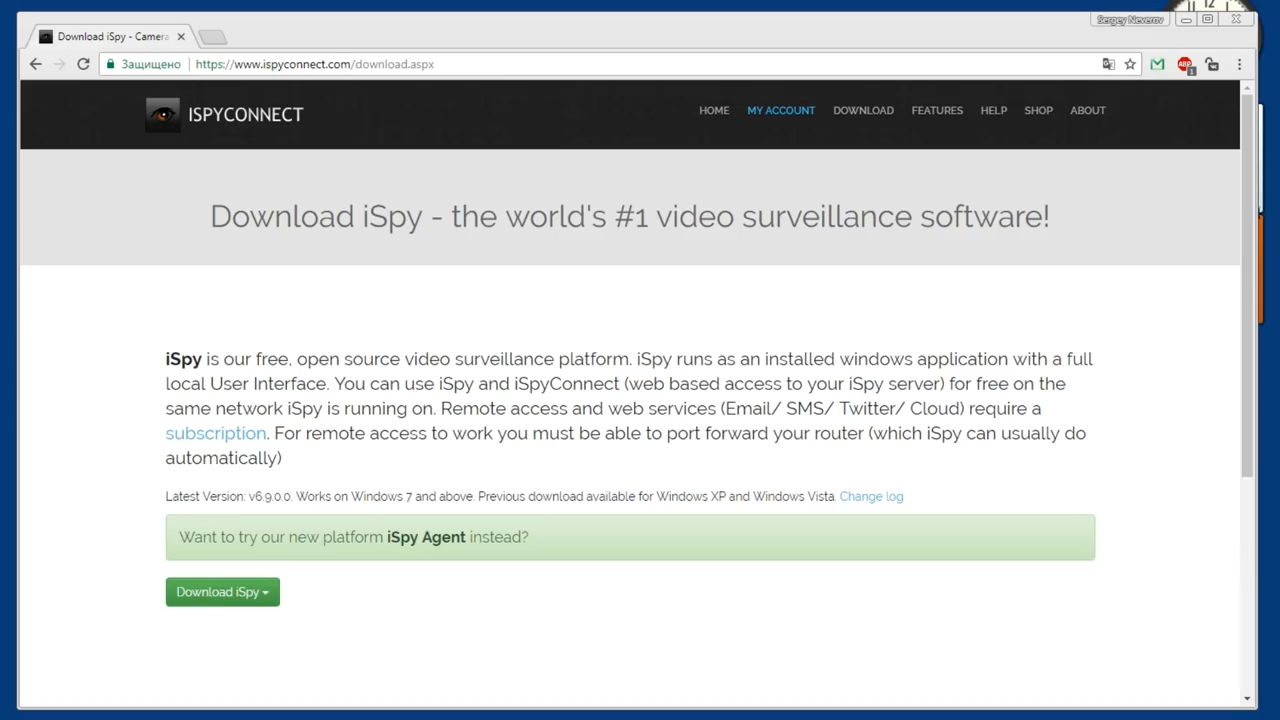 12
Sergey Neverov
Download iSpy - Camera
Защищено
https://www.ispyconnect.com/download.aspx
ABP
1
ISPYCONNECT
HOME MY ACCOUNT DOWNLOAD FEATURES HELP SHOP ABOUT
Download iSpy - the world's #1 video surveillance software!
iSpy is our free, open source video surveillance platform. iSpy runs as an installed windows application with a full
local User Interface. You can use iSpy and iSpyConnect (web based access to your iSpy server) for free on the
same network iSpy is running on. Remote access and web services (Email/ SMS/ Twitter/ Cloud) require a
subscription. For remote access to work you must be able to port forward your router (which iSpy can usually do
automatically)
Latest Version: v6.9.0.0. Works on Windows 7 and above. Previous download available for Windows XP and Windows Vista. Change log
Want to try our new platform iSpy Agent instead?
Download iSpy